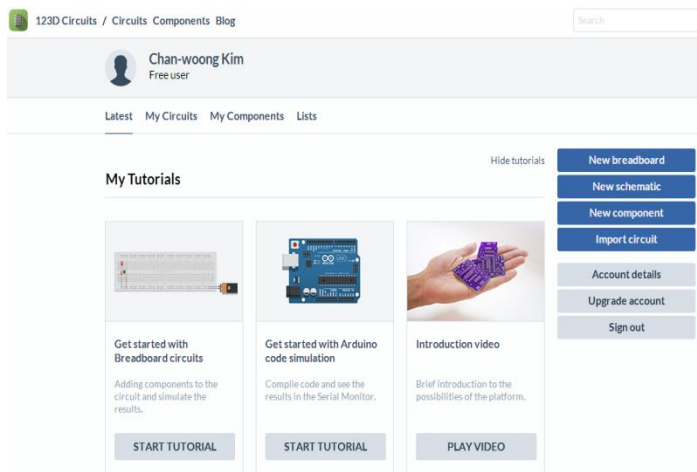 123D Circuits / Circuits Components Blog
Search
Chan-woong Kim
Free user
Latest My Circuits My Components Lists
Hide tutorials
My Tutorials
New breadboard
New schematic
New component
Import circuit
Account details
Upgrade account
Sign out
Get started with
Breadboard circuits
Adding components to the
circuit and simulate the
results.
START TUTORIAL
Get started with Arduino
code simulation
Compile code and see the
results in the Serial Monitor.
START TUTORIAL
Introduction video
Brief introduction to the
possibilities of the platform.
PLAY VIDEO